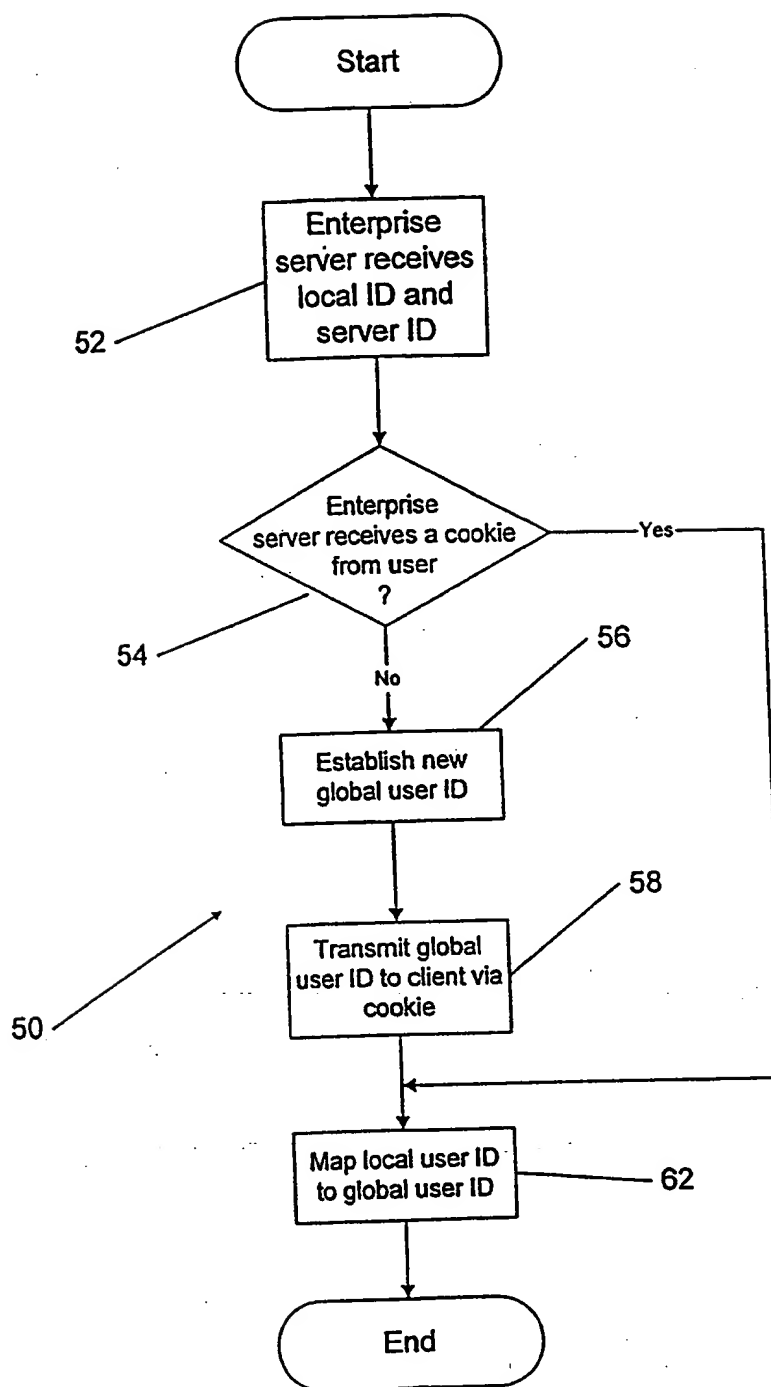 Start
Enterprise
server receives
local ID and
server ID
52
Enterprise
server receives a cookie
from user
?
Yes
54
No
56
Establish new
global user ID
58
Transmit global
user ID to client via
cookie
50
Map local user ID
to global user ID
62
End